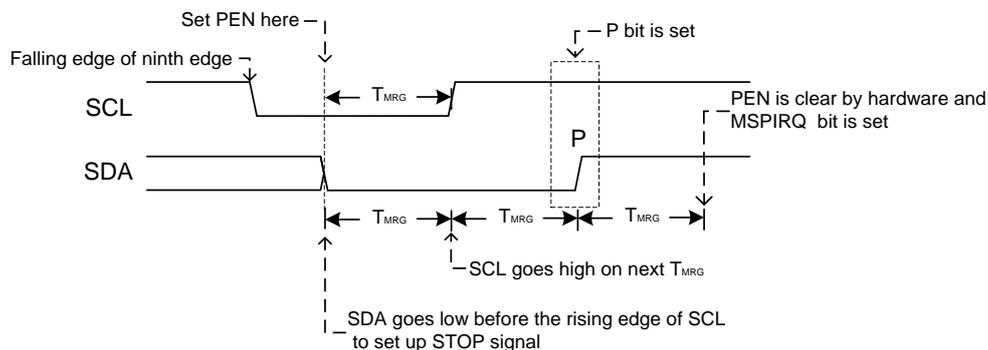 Set PEN here
P bit is set
Falling edge of ninth edge
TMRG
SCL
PEN is clear by hardware and
MSPIRQ bit is set
P
SDA
TMRG
TMRG
TMRG
SCL goes high on next TMRG
SDA goes low before the rising edge of SCL
to set up STOP signal